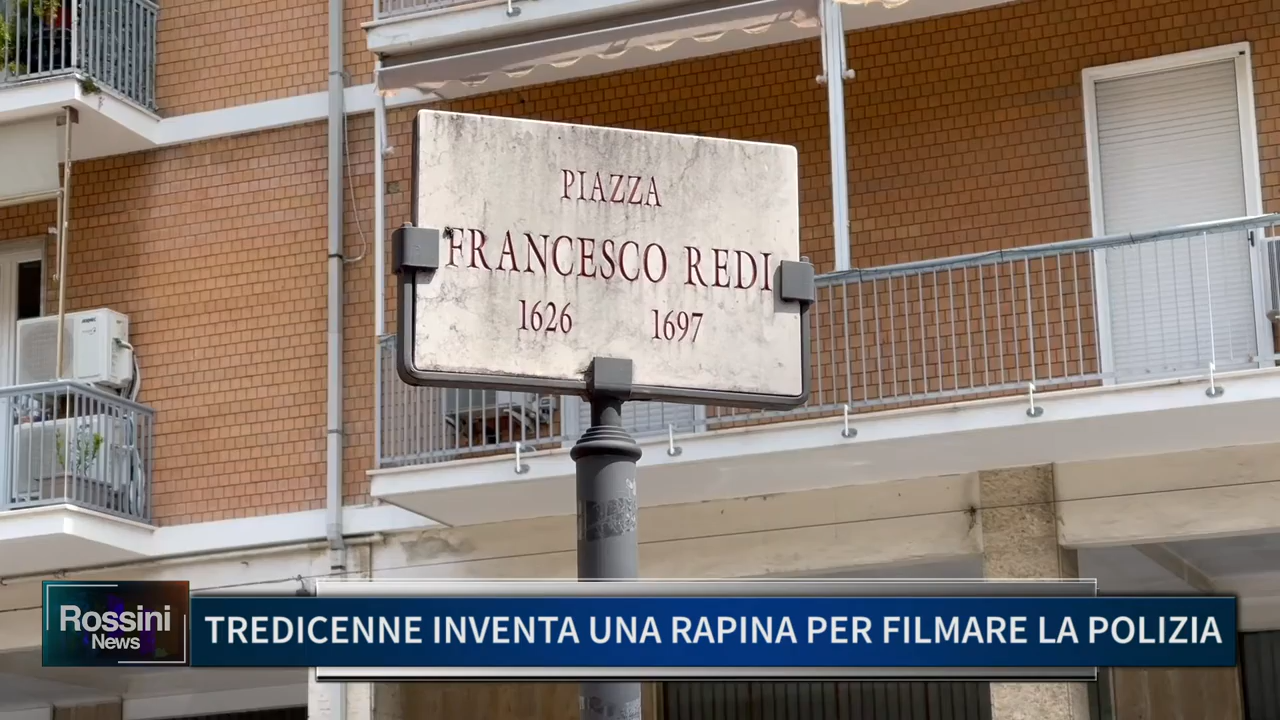 PIAZZA
FRANCESCO REDI
1626 1697
Rossini
News
TREDICENNE INVENTA UNA RAPINA PER FILMARE LA POLIZIA